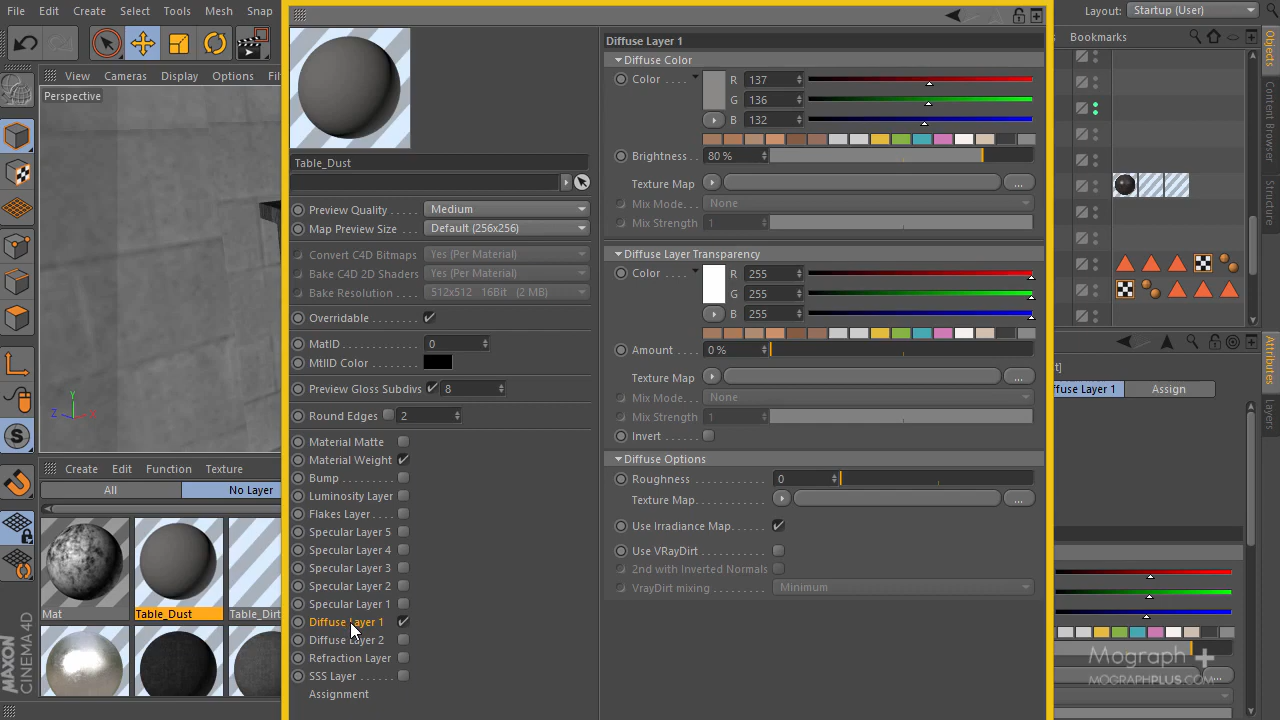 File Edit Create Select Tools Mesh Snap
Layout: Startup (User)
Bookmarks
View Cameras Display Options
Perspective
Y
Z
Table_Dust
Preview Quality Medium
Map Preview Size Default (256x256)
Convert C4D Bitmaps Yes (Per Material)
Bake C4D 2D Shaders Yes (Per Material)
Bake Resolution 512x512 16Bit (2 MB)
Overridable
MatID 0
MtlID Color
Preview Gloss Subdivs 8
Round Edges 2
Material Matte
Material Weight
Bump
Luminosity Layer
Flakes Layer
Specular Layer 5
Specular Layer 4
Specular Layer 3
Specular Layer 2
Specular Layer 1
Diffuse Layer 1
Diffuse Layer 2
Refraction Layer
SSS Layer
Assignment
Diffuse Layer 1
Diffuse Color
Color R 137
G 136
B 132
Brightness 80 %
Texture Map ...
Mix Mode None
Mix Strength 1
Diffuse Layer Transparency
Color R 255
G 255
B 255
Amount 0 %
Texture Map ...
Mix Mode None
Mix Strength 1
Invert
Diffuse Options
Roughness 0
Texture Map ...
Use Irradiance Map
Use VRayDirt
2nd with Inverted Normals
VrayDirt mixing Minimum
Create Edit Function Texture
All No Layer
Mat Table_Dust Table_Dirt
MAXON
CINEMA 4D
Objects
Content Browser
Structure
Attributes
Layers
ffuse Layer 1 Assign
Mograph +
MOGRAPHPLUS.COM